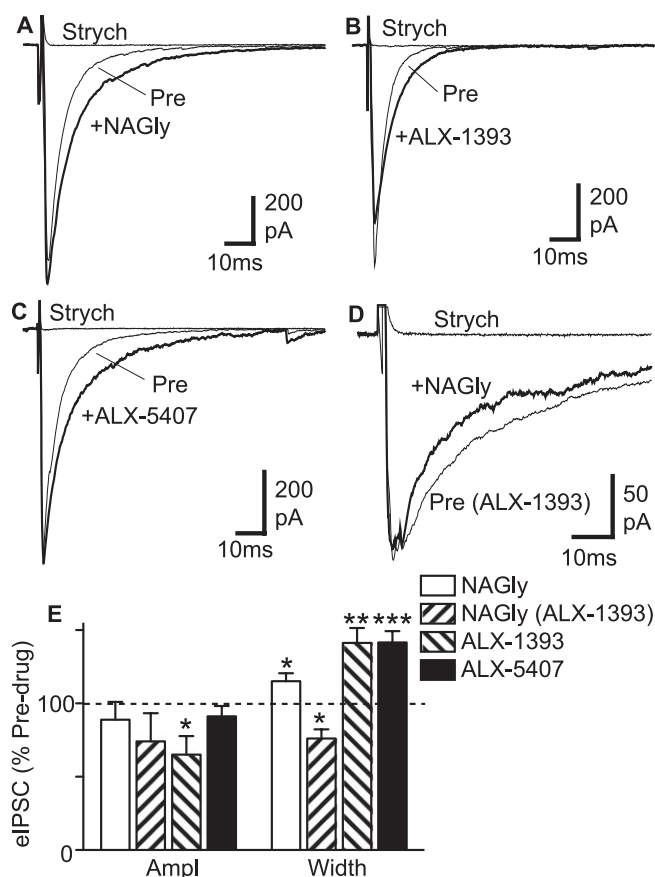 A
Strych
Pre
+NAGly
200
pA
10ms
B
Strych
Pre
+ALX-1393
200
pA
10ms
C
Strych
Pre
+ALX-5407
200
pA
10ms
D
Strych
+NAGly
Pre (ALX-1393)
50
pA
10ms
E
NAGly
NAGly (ALX-1393)
ALX-1393
ALX-5407
eIPSC (% Pre-drug)
100
0
*
*
*
**
***
Ampl
Width